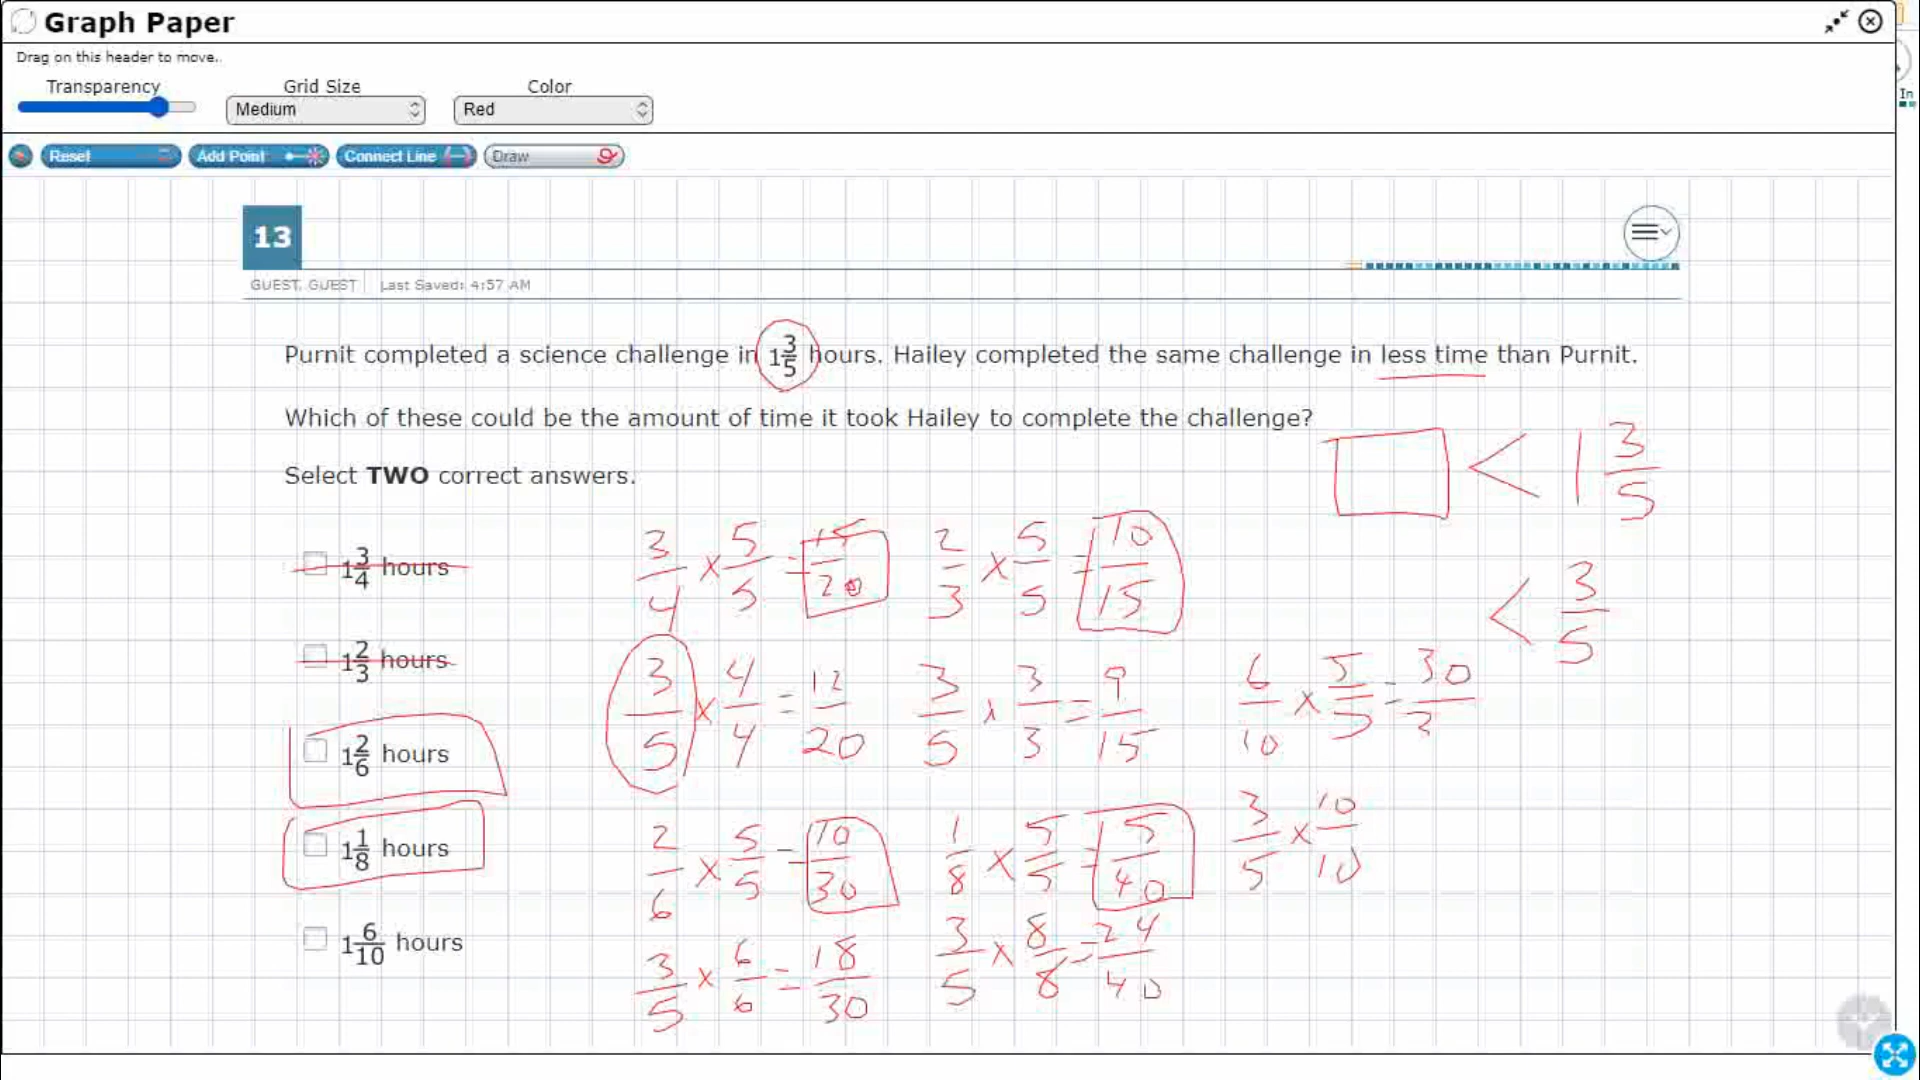 Graph Paper
Drag on this header to move..
Transparency Grid Size Color
Medium Red
Reset Add Point Connect Line Draw
In
13
GUEST, GUEST Last Saved: 4:57 AM
Purnit completed a science challenge in 1 3/5 hours. Hailey completed the same challenge in less time than Purnit.
Which of these could be the amount of time it took Hailey to complete the challenge?
Select TWO correct answers.
□ < 1 3/5
1 3/4 hours
1 2/3 hours
1 2/6 hours
1 1/8 hours
1 6/10 hours
3/4 × 5/5 = 15/20
2/3 × 5/5 = 10/15
< 3/5
3/5 × 4/4 = 12/20
3/5 × 3/3 = 9/15
6/10 × 5/5 = 30/3
2/6 × 5/5 = 10/30
1/8 × 5/5 = 5/40
3/5 × 10/10
3/5 × 6/6 = 18/30
3/5 × 8/8 = 24/40